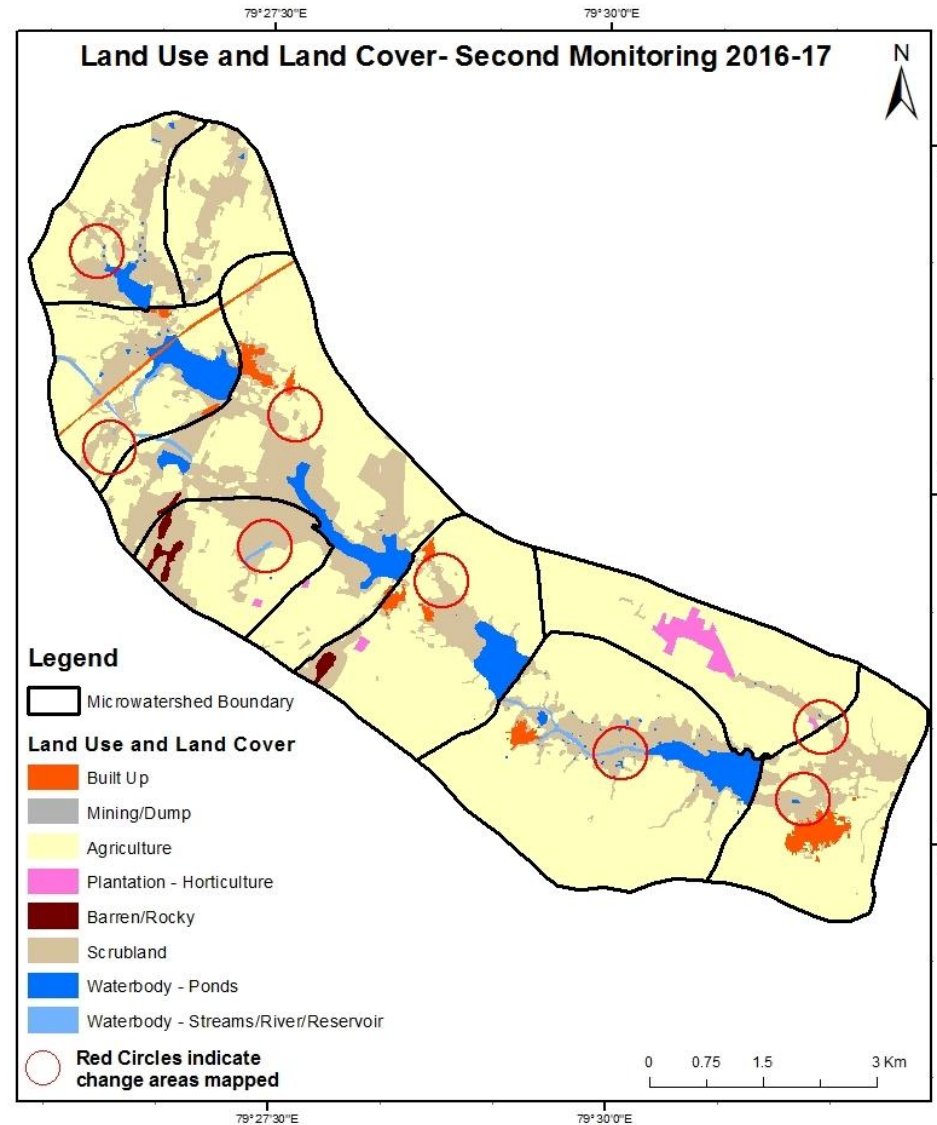 79° 27'30"E
79° 30'0"E
Land Use and Land Cover- Second Monitoring 2016-17
N
Legend
Microwatershed Boundary
Land Use and Land Cover
Built Up
Mining/Dump
Agriculture
Plantation - Horticulture
Barren/Rocky
Scrubland
Waterbody - Ponds
Waterbody - Streams/River/Reservoir
Red Circles indicate
change areas mapped
0 0.75 1.5 3 Km
79° 27'30"E
79° 30'0"E